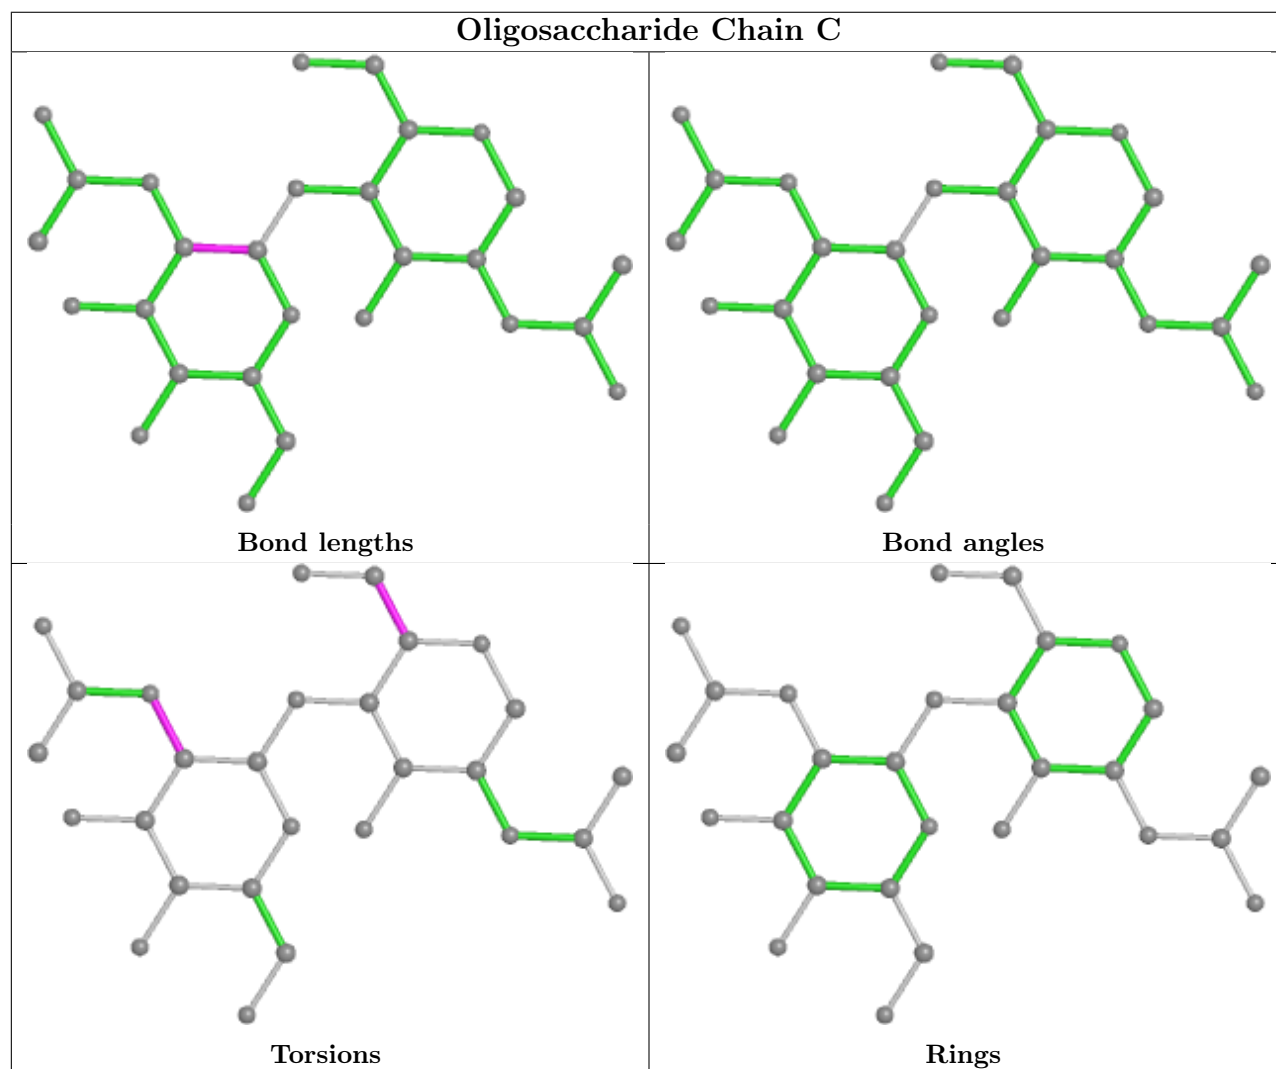 Oligosaccharide Chain C
Bond lengths
Bond angles
Torsions
Rings